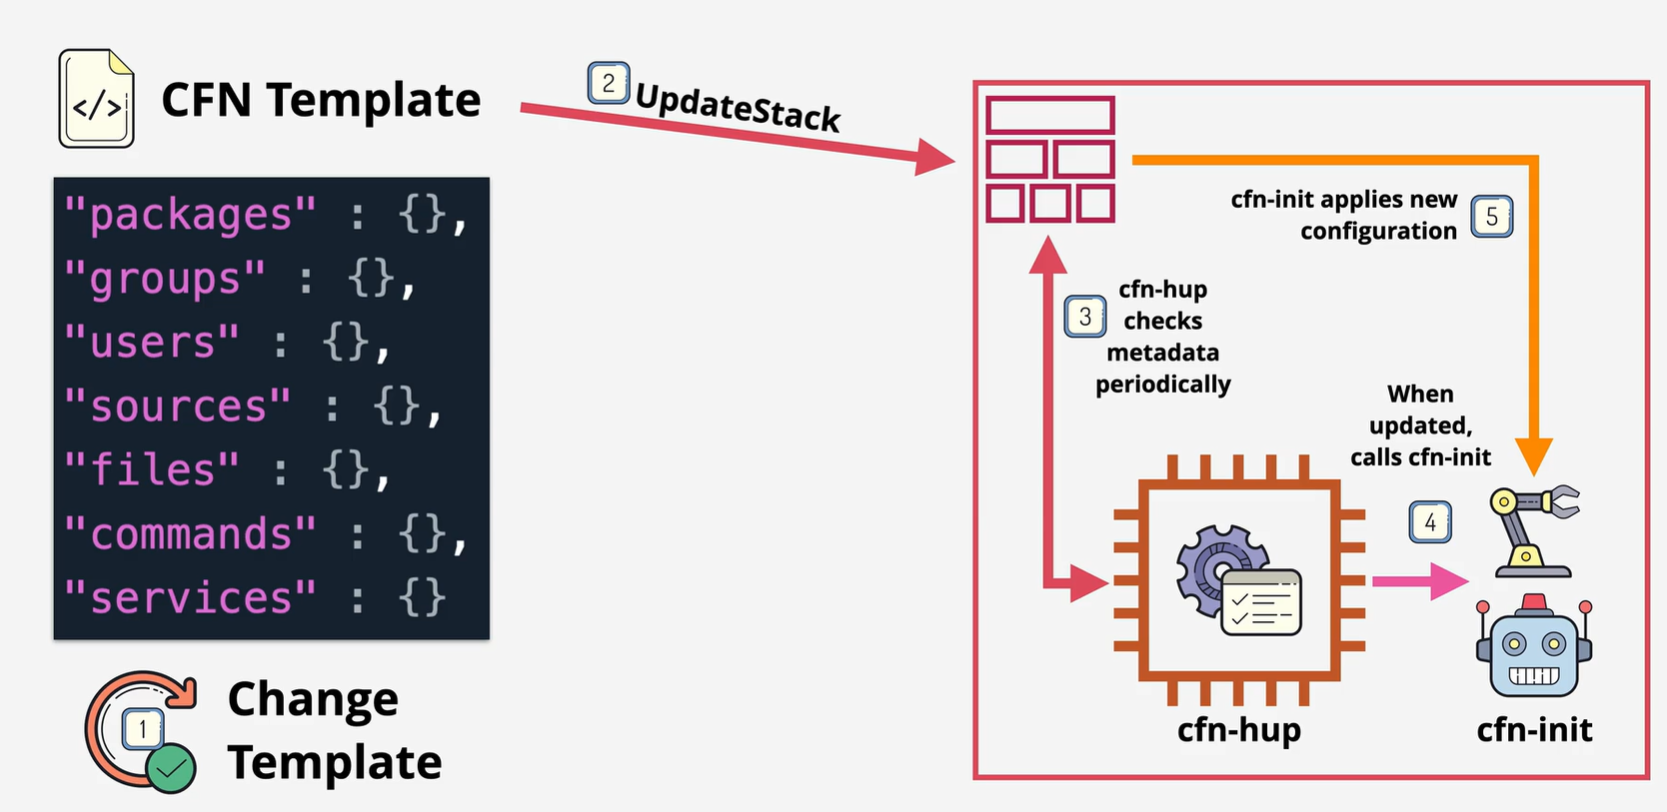 CFN Template
2
UpdateStack
"packages" : {},
"groups" : {},
"users" : {},
"sources" : {},
"files" : {},
"commands" : {},
"services" : {}
1
Change
Template
cfn-init applies new
configuration
5
3
cfn-hup
checks
metadada
periodically
When
updated,
calls cfn-init
4
cfn-hup
cfn-init